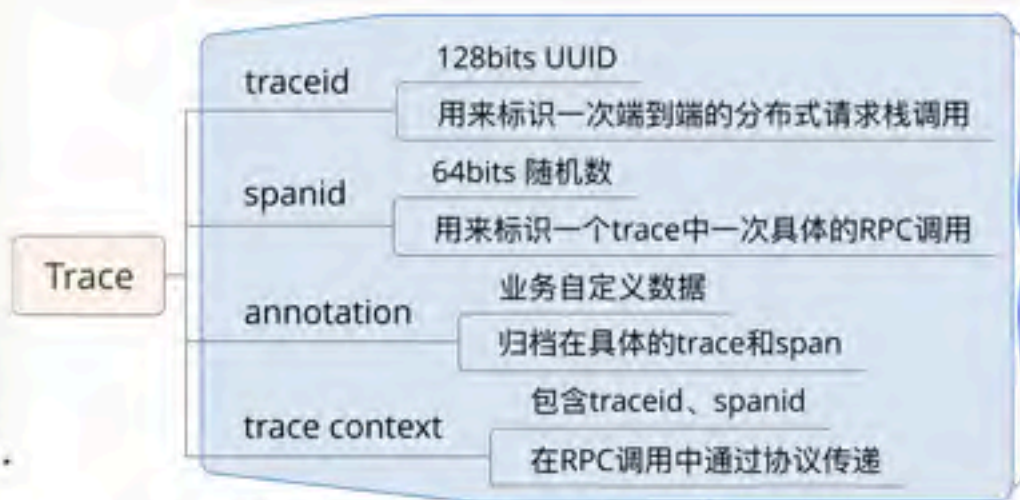 Trace
traceid
128bits UUID
用来标识一次端到端的分布式请求栈调用
spanid
64bits 随机数
用来标识一个trace中一次具体的RPC调用
annotation
业务自定义数据
归档在具体的trace和span
trace context
包含traceid、spanid
在RPC调用中通过协议传递